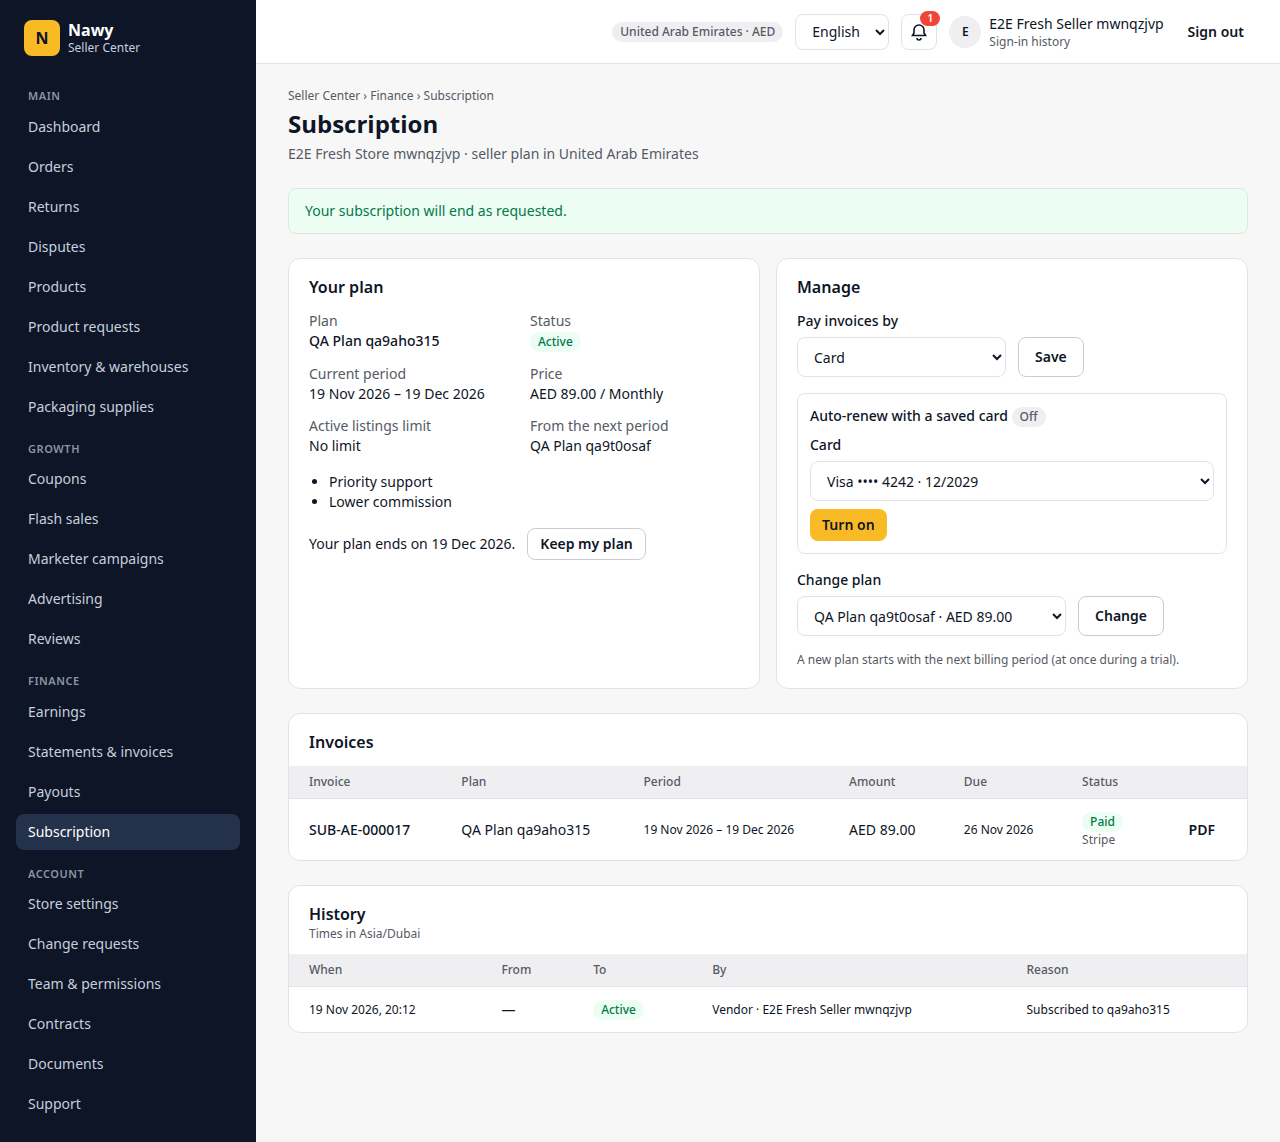 N
Nawy
Seller Center
United Arab Emirates · AED
English
1
E
E2E Fresh Seller mwnqzjvp
Sign-in history
Sign out
MAIN
Dashboard
Orders
Returns
Disputes
Products
Product requests
Inventory & warehouses
Packaging supplies
GROWTH
Coupons
Flash sales
Marketer campaigns
Advertising
Reviews
FINANCE
Earnings
Statements & invoices
Payouts
Subscription
ACCOUNT
Store settings
Change requests
Team & permissions
Contracts
Documents
Support
Seller Center › Finance › Subscription
Subscription
E2E Fresh Store mwnqzjvp · seller plan in United Arab Emirates
Your subscription will end as requested.
Your plan
Plan
QA Plan qa9aho315
Status
Active
Current period
19 Nov 2026 – 19 Dec 2026
Price
AED 89.00 / Monthly
Active listings limit
No limit
From the next period
QA Plan qa9t0osaf
• Priority support
• Lower commission
Your plan ends on 19 Dec 2026.
Keep my plan
Manage
Pay invoices by
Card
Save
Auto-renew with a saved card Off
Card
Visa •••• 4242 · 12/2029
Turn on
Change plan
QA Plan qa9t0osaf · AED 89.00
Change
A new plan starts with the next billing period (at once during a trial).
Invoices
Invoice Plan Period Amount Due Status
SUB-AE-000017 QA Plan qa9aho315 19 Nov 2026 – 19 Dec 2026 AED 89.00 26 Nov 2026 Paid PDF
Stripe
History
Times in Asia/Dubai
When From To By Reason
19 Nov 2026, 20:12 — Active Vendor · E2E Fresh Seller mwnqzjvp Subscribed to qa9aho315